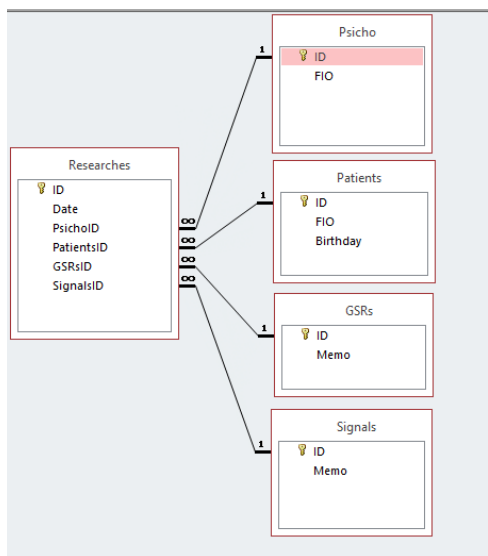 Researches
ID
Date
PsichoID
PatientsID
GSRsID
SignalsID
∞
∞
∞
∞
1
Psicho
ID
FIO
1
Patients
ID
FIO
Birthday
1
GSRs
ID
Memo
1
Signals
ID
Memo